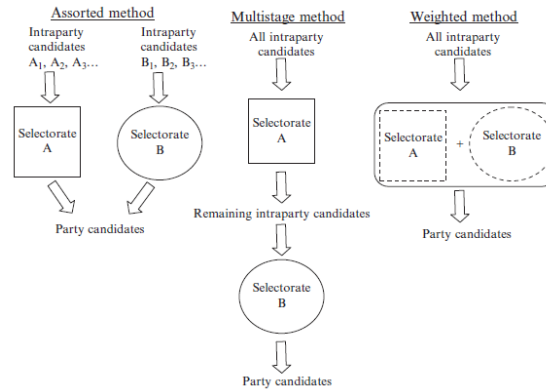 Assorted method
Intraparty
candidates
A₁, A₂, A₃...
Intraparty
candidates
B₁, B₂, B₃...
Selectorate
A
Selectorate
B
Party candidates
Multistage method
All intraparty
candidates
Selectorate
A
Remaining intraparty candidates
Selectorate
B
Party candidates
Weighted method
All intraparty
candidates
Selectorate
A
+
Selectorate
B
Party candidates